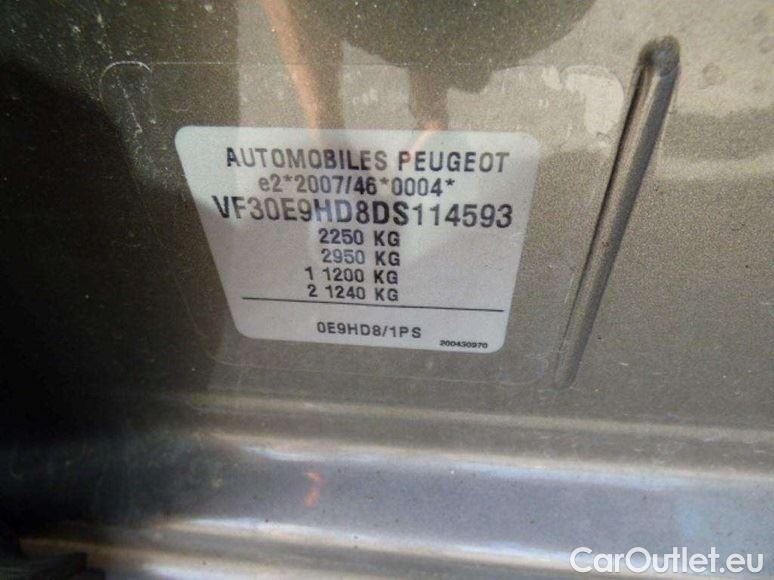 AUTOMOBILES PEUGEOT
e2*2007/46*0004*
VF30E9HD8DS114593
2250 KG
2950 KG
1 1200 KG
2 1240 KG
0E9HD8/1PS
200430970
CarOutlet.eu